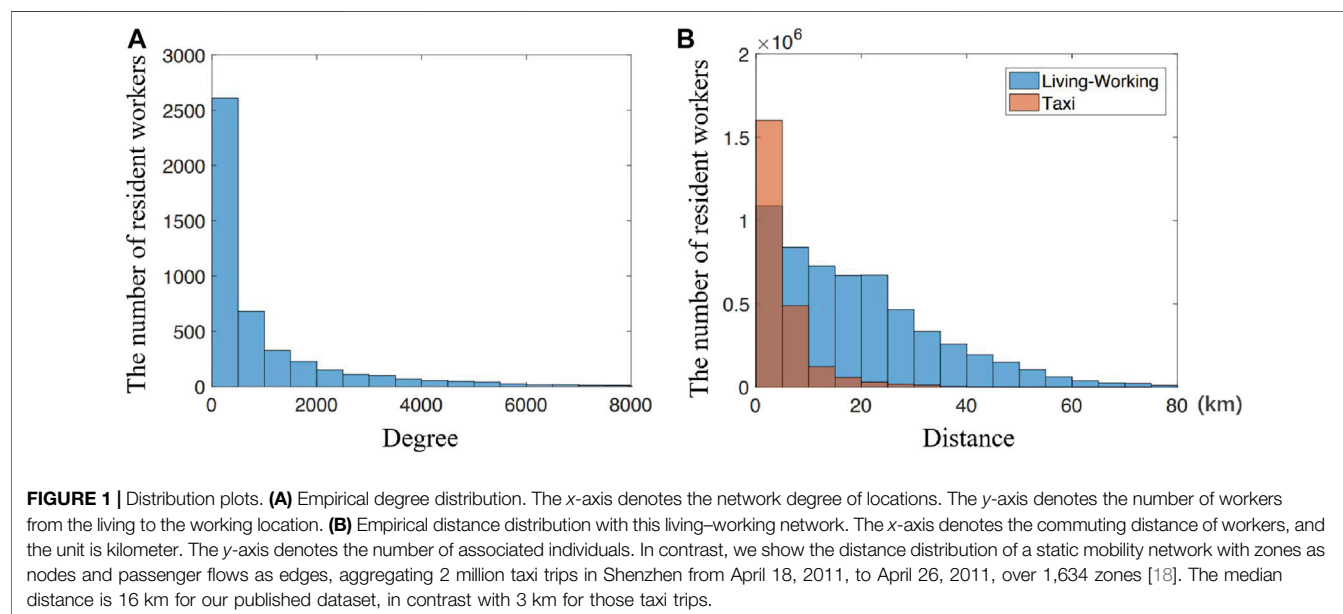 A
The number of resident workers
3000
2500
2000
1500
1000
500
0
0 2000 4000 6000 8000
Degree
B
×10⁶
The number of resident workers
2
1.5
1
0.5
0
Living-Working
Taxi
0 20 40 60 80 (km)
Distance
FIGURE 1 | Distribution plots. (A) Empirical degree distribution. The x-axis denotes the network degree of locations. The y-axis denotes the number of workers
from the living to the working location. (B) Empirical distance distribution with this living–working network. The x-axis denotes the commuting distance of workers, and
the unit is kilometer. The y-axis denotes the number of associated individuals. In contrast, we show the distance distribution of a static mobility network with zones as
nodes and passenger flows as edges, aggregating 2 million taxi trips in Shenzhen from April 18, 2011, to April 26, 2011, over 1,634 zones [18]. The median
distance is 16 km for our published dataset, in contrast with 3 km for those taxi trips.